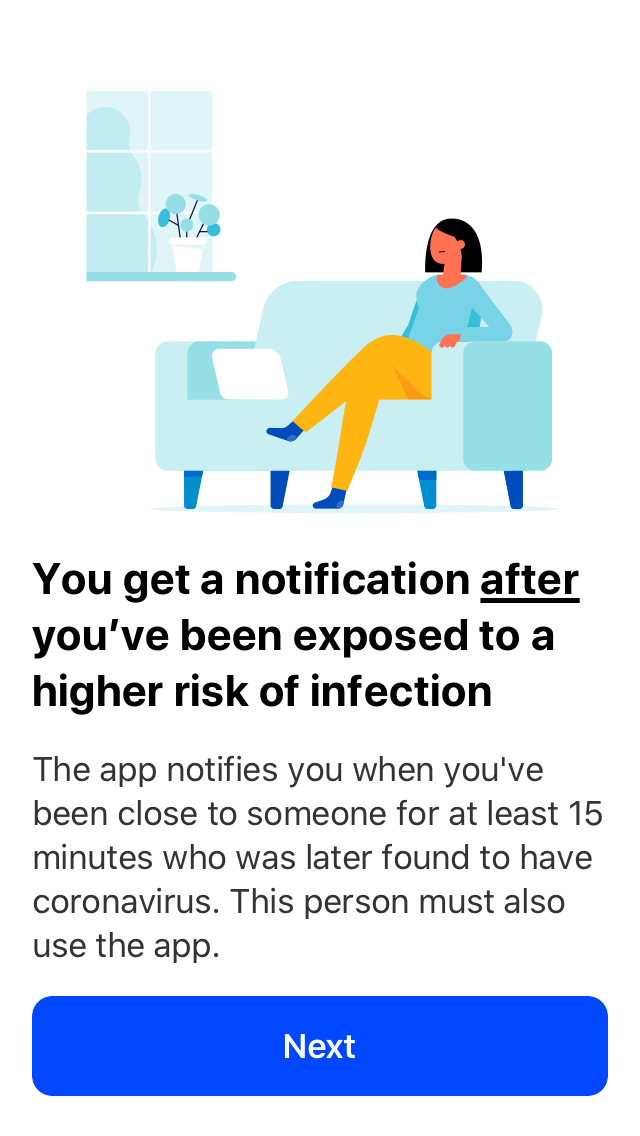 You get a notification after
you’ve been exposed to a
higher risk of infection
The app notifies you when you've
been close to someone for at least 15
minutes who was later found to have
coronavirus. This person must also
use the app.
Next